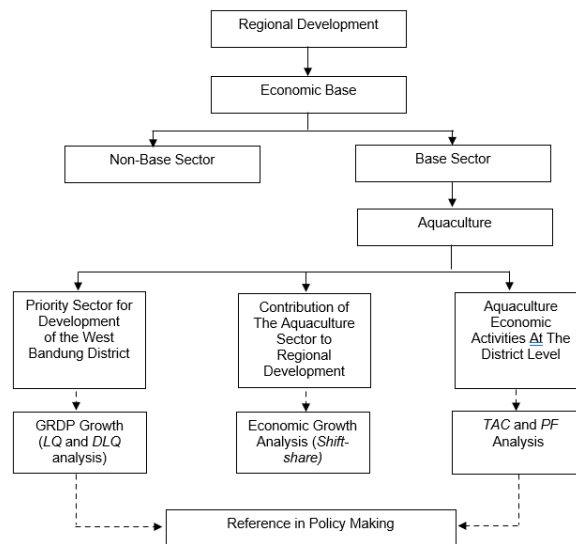 Regional Development
Economic Base
Non-Base Sector
Base Sector
Aquaculture
Priority Sector for
Development
of the West
Bandung District
Contribution of
The Aquaculture
Sector to
Regional
Development
Aquaculture
Economic
Activities At The
District Level
GRDP Growth
(LQ and DLQ
analysis)
Economic Growth
Analysis (Shift-
share)
TAC and PF
Analysis
Reference in Policy Making